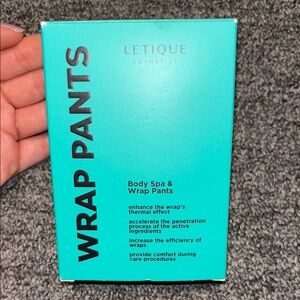 LETIQUE
COSMETICS
WRAP PANTS
Body Spa &
Wrap Pants
enhance the wrap's
thermal effect
accelerate the penetration
process of the active
ingredients
increase the efficiency of
wraps
provide comfort during
care procedures